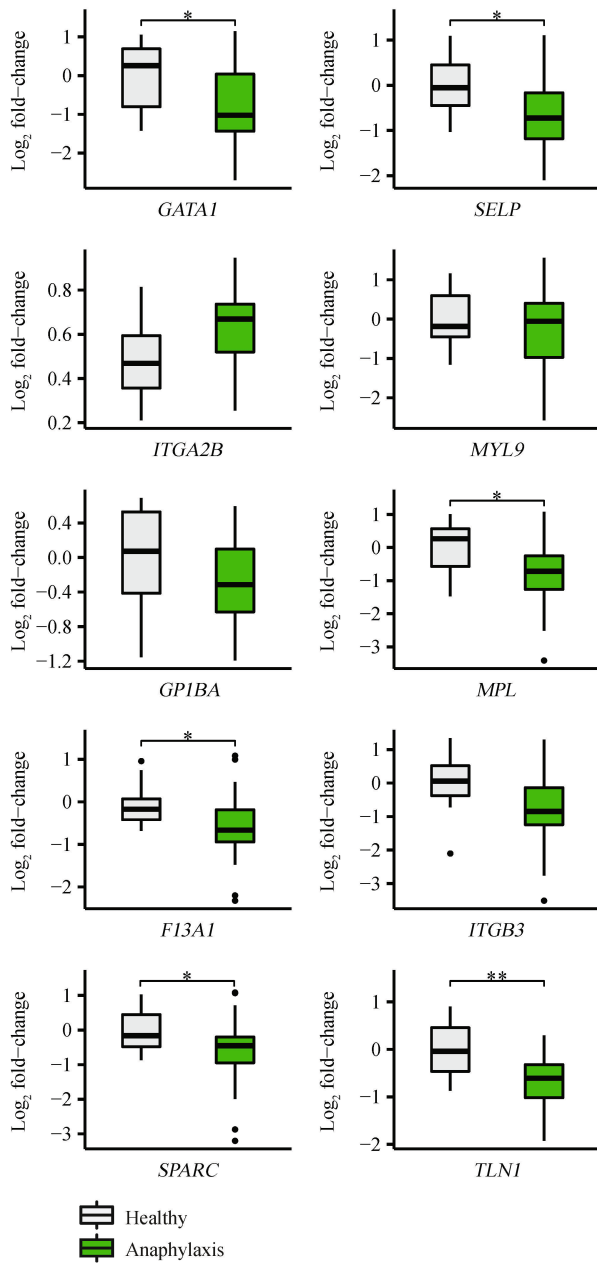 * *
Log2 fold−change 1 0 −1 −2 Log2 fold−change 1 0 −1 −2
GATA1 SELP
Log2 fold−change 0.8 0.6 0.4 0.2 Log2 fold−change 1 0 −1 −2
ITGA2B MYL9
*
Log2 fold−change 0.4 0.0 −0.4 −0.8 −1.2 Log2 fold−change 1 0 −1 −2 −3
GP1BA MPL
*
Log2 fold−change 1 0 −1 −2 Log2 fold−change 1 0 −1 −2 −3
F13A1 ITGB3
* **
Log2 fold−change 1 0 −1 −2 −3 Log2 fold−change 1 0 −1 −2
SPARC TLN1
Healthy
Anaphylaxis